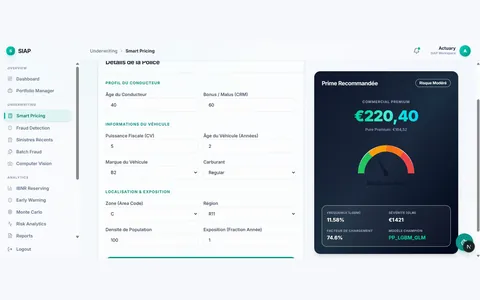 SIAP
Underwriting > Smart Pricing
Actuary
A
OVERVIEW
Dashboard
Portfolio Manager
UNDERWRITING
Smart Pricing
Fraud Detection
Sinistres Récents
Batch Fraud
Computer Vision
ANALYTICS
IBNR Reserving
Early Warning
Monte Carlo
Risk Analytics
Reports
Logout
Détails de la Police
PROFIL DU CONDUCTEUR
Âge du Conducteur
Bonus / Malus (CRM)
40
60
INFORMATIONS DU VÉHICULE
Puissance Fiscale (CV)
Âge du Véhicule (Années)
5
2
Marque du Véhicule
Carburant
B2
Regular
LOCALISATION & EXPOSITION
Zone (Area Code)
Région
C
R11
Densité de Population
Exposition (Fraction Année)
100
1
Prime Recommandée
Risque Modéré
COMMERCIAL PREMIUM
€220,40
FRÉQUENCE CLAIMS
11.58%
€1421
FACTEUR DE CHARGEMENT
74.6%
MODÈLE CHAMPION
PP_LGBM_GLM
N